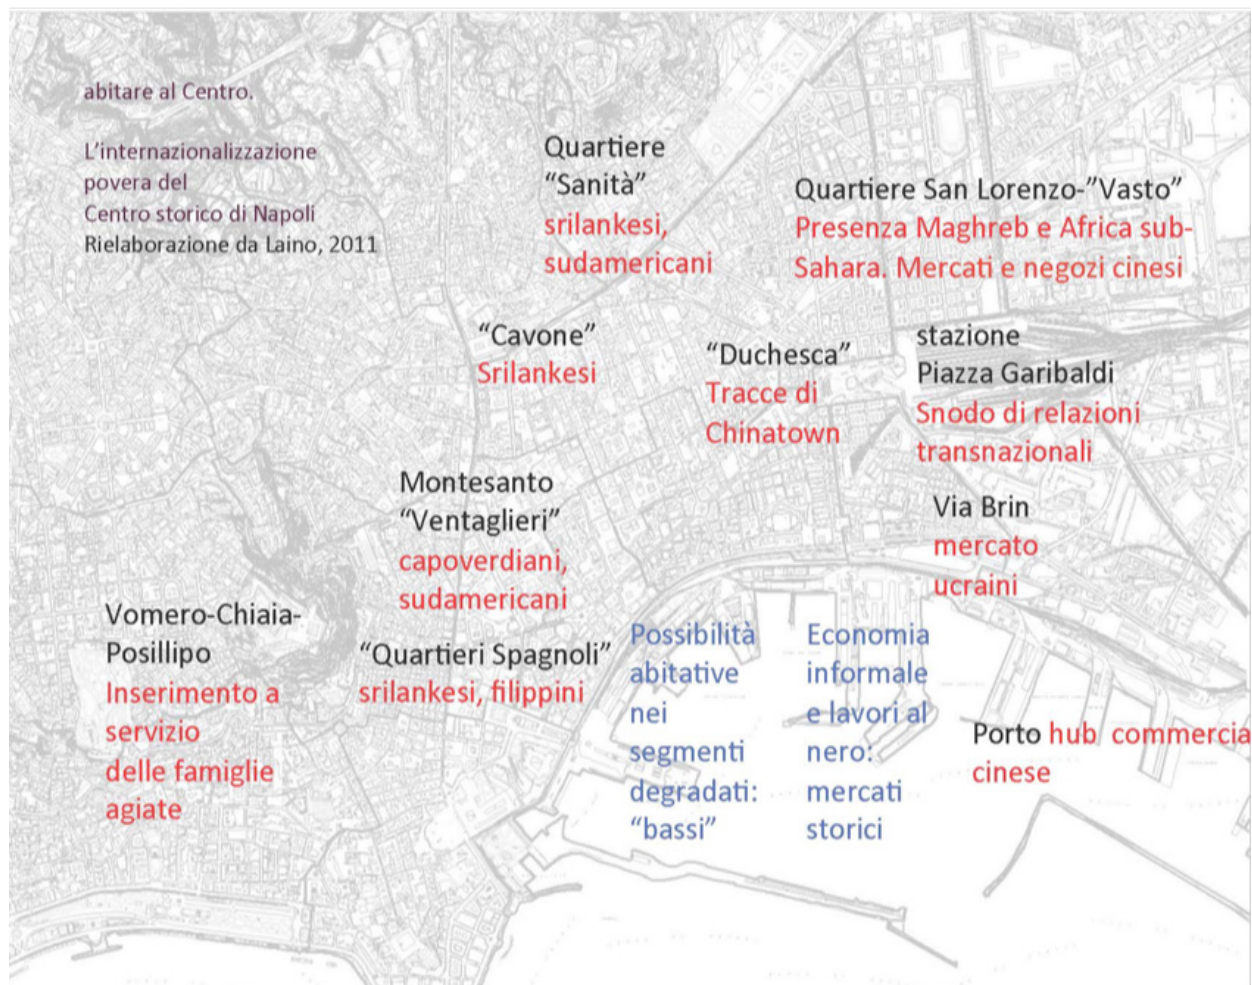 abitare al Centro.
L’internazionalizzazione
povera del
Centro storico di Napoli
Rielaborazione da Laino, 2011
Quartiere
“Sanità”
srilankesi,
sudamericani
Quartiere San Lorenzo-”Vasto”
Presenza Maghreb e Africa sub-
Sahara. Mercati e negozi cinesi
“Cavone”
Srilankesi
“Duchesca”
Tracce di
Chinatown
stazione
Piazza Garibaldi
Snodo di relazioni
transnazionali
Montesanto
“Ventaglieri”
capoverdiani,
sudamericani
Via Brin
mercato
ucraini
Vomero-Chiaia-
Posillipo
Inserimento a
servizio
delle famiglie
agiate
“Quartieri Spagnoli”
srilankesi, filippini
Possibilità
abitative
nei
segmenti
degradati:
“bassi”
Economia
informale
e lavori al
nero:
mercati
storici
Porto hub commercia
cinese